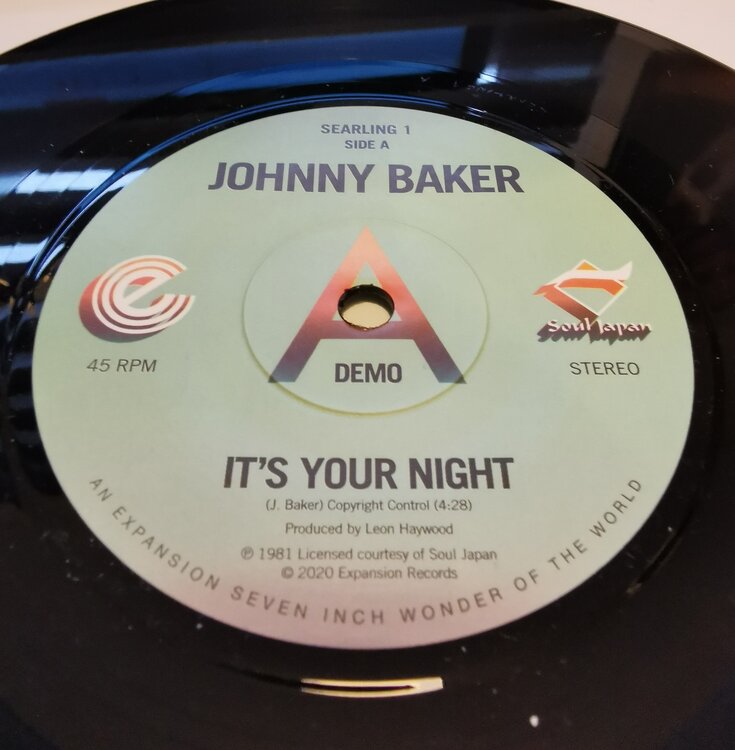 SEARLING 1
SIDE A
JOHNNY BAKER
e
A
Soul Japan
45 RPM
DEMO
STEREO
IT'S YOUR NIGHT
(J. Baker) Copyright Control (4:28)
Produced by Leon Haywood
℗ 1981 Licensed courtesy of Soul Japan
© 2020 Expansion Records
AN EXPANSION SEVEN INCH WONDER OF THE WORLD